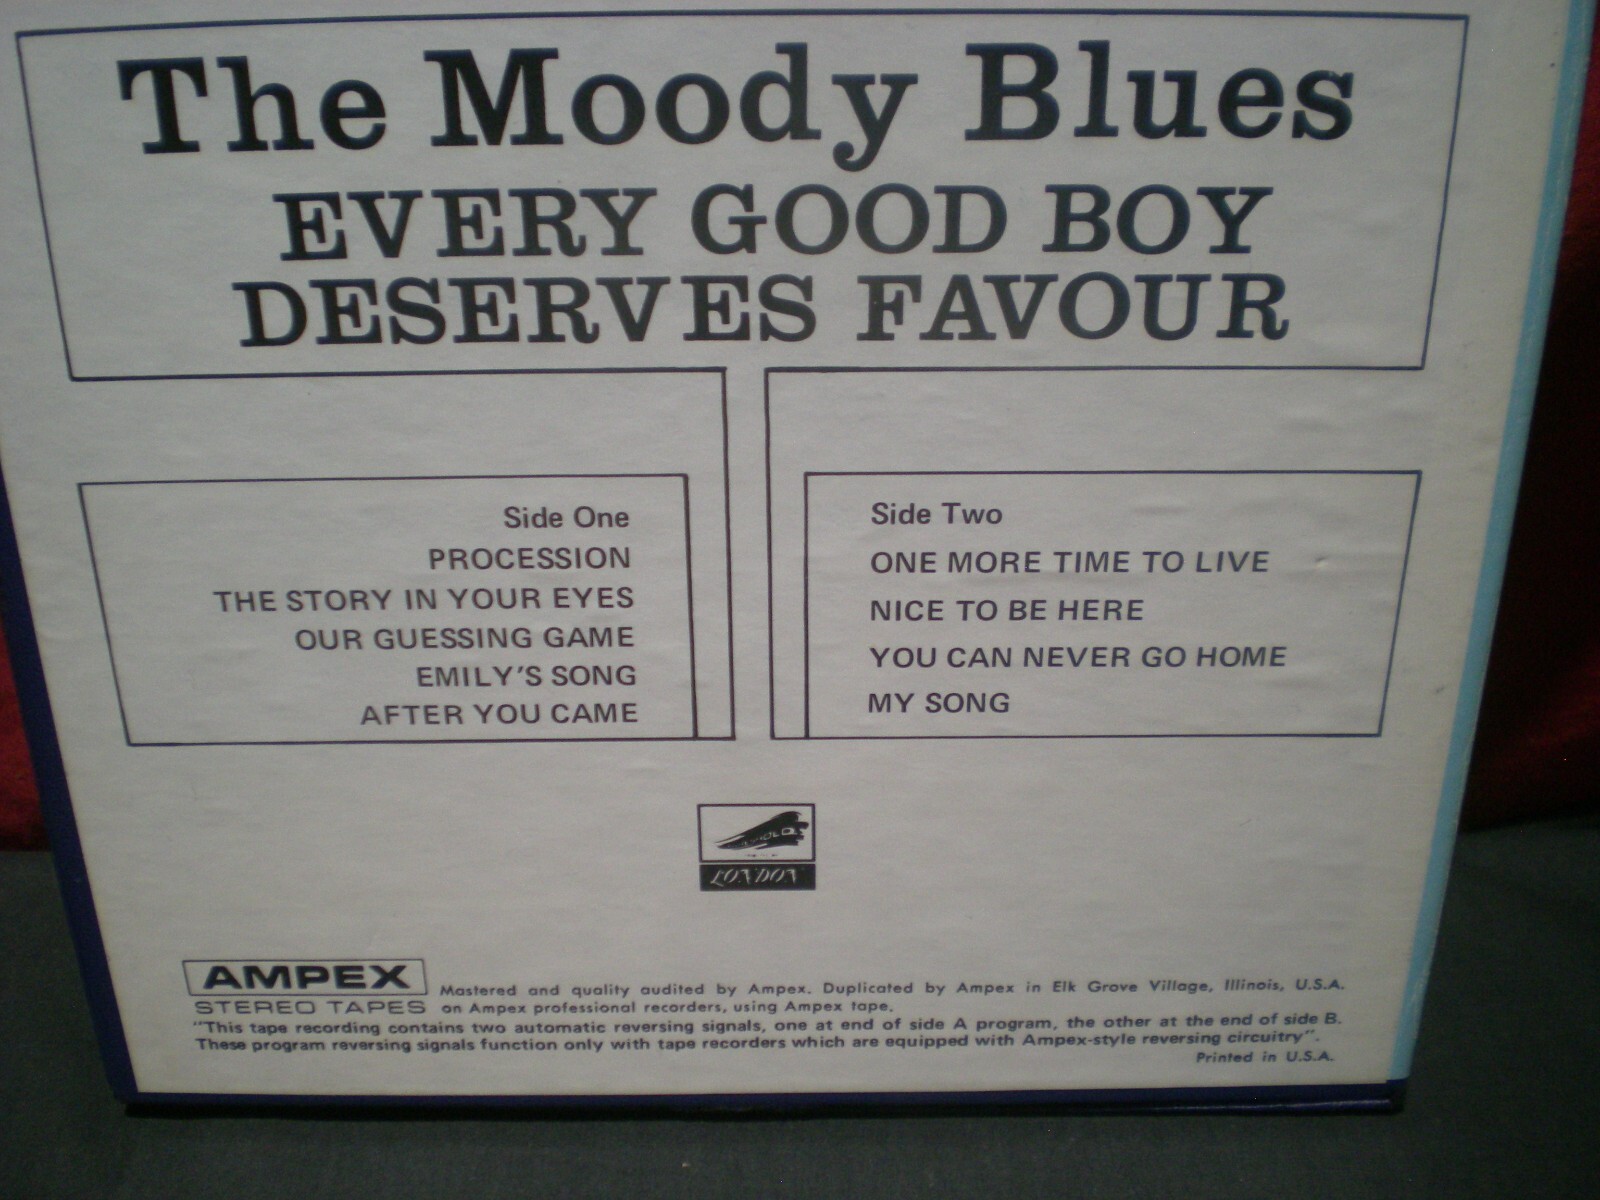 The Moody Blues
EVERY GOOD BOY
DESERVES FAVOUR
Side One
PROCESSION
THE STORY IN YOUR EYES
OUR GUESSING GAME
EMILY'S SONG
AFTER YOU CAME
Side Two
ONE MORE TIME TO LIVE
NICE TO BE HERE
YOU CAN NEVER GO HOME
MY SONG
LONDON
AMPEX
STEREO TAPES
Mastered and quality audited by Ampex. Duplicated by Ampex in Elk Grove Village, Illinois, U.S.A.
on Ampex professional recorders, using Ampex tape.
"This tape recording contains two automatic reversing signals, one at end of side A program, the other at the end of side B.
These program reversing signals function only with tape recorders which are equipped with Ampex-style reversing circuitry".
Printed in U.S.A.